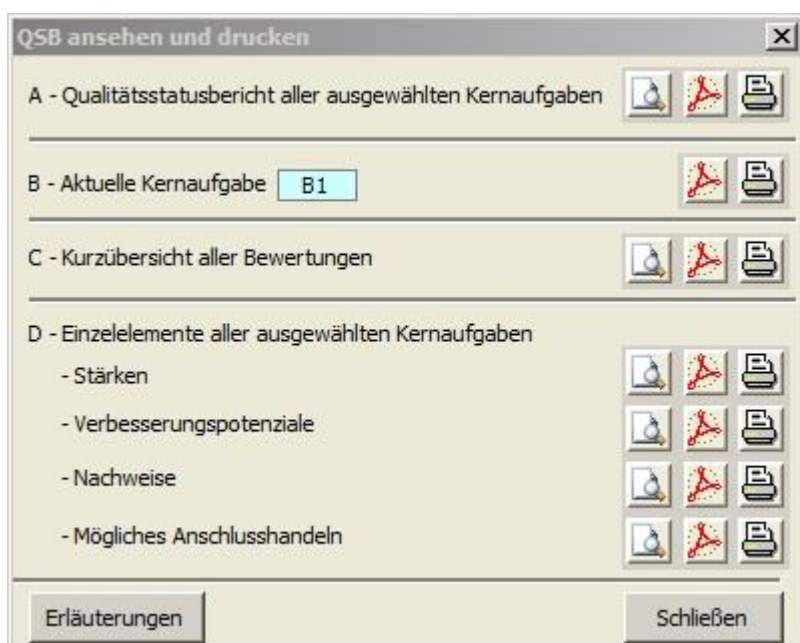 QSB ansehen und drucken
A - Qualitätsstatusbericht aller ausgewählten Kernaufgaben
B - Aktuelle Kernaufgabe B1
C - Kurzübersicht aller Bewertungen
D - Einzelelemente aller ausgewählten Kernaufgaben
- Stärken
- Verbesserungspotenziale
- Nachweise
- Mögliches Anschlusshandeln
Erläuterungen Schließen